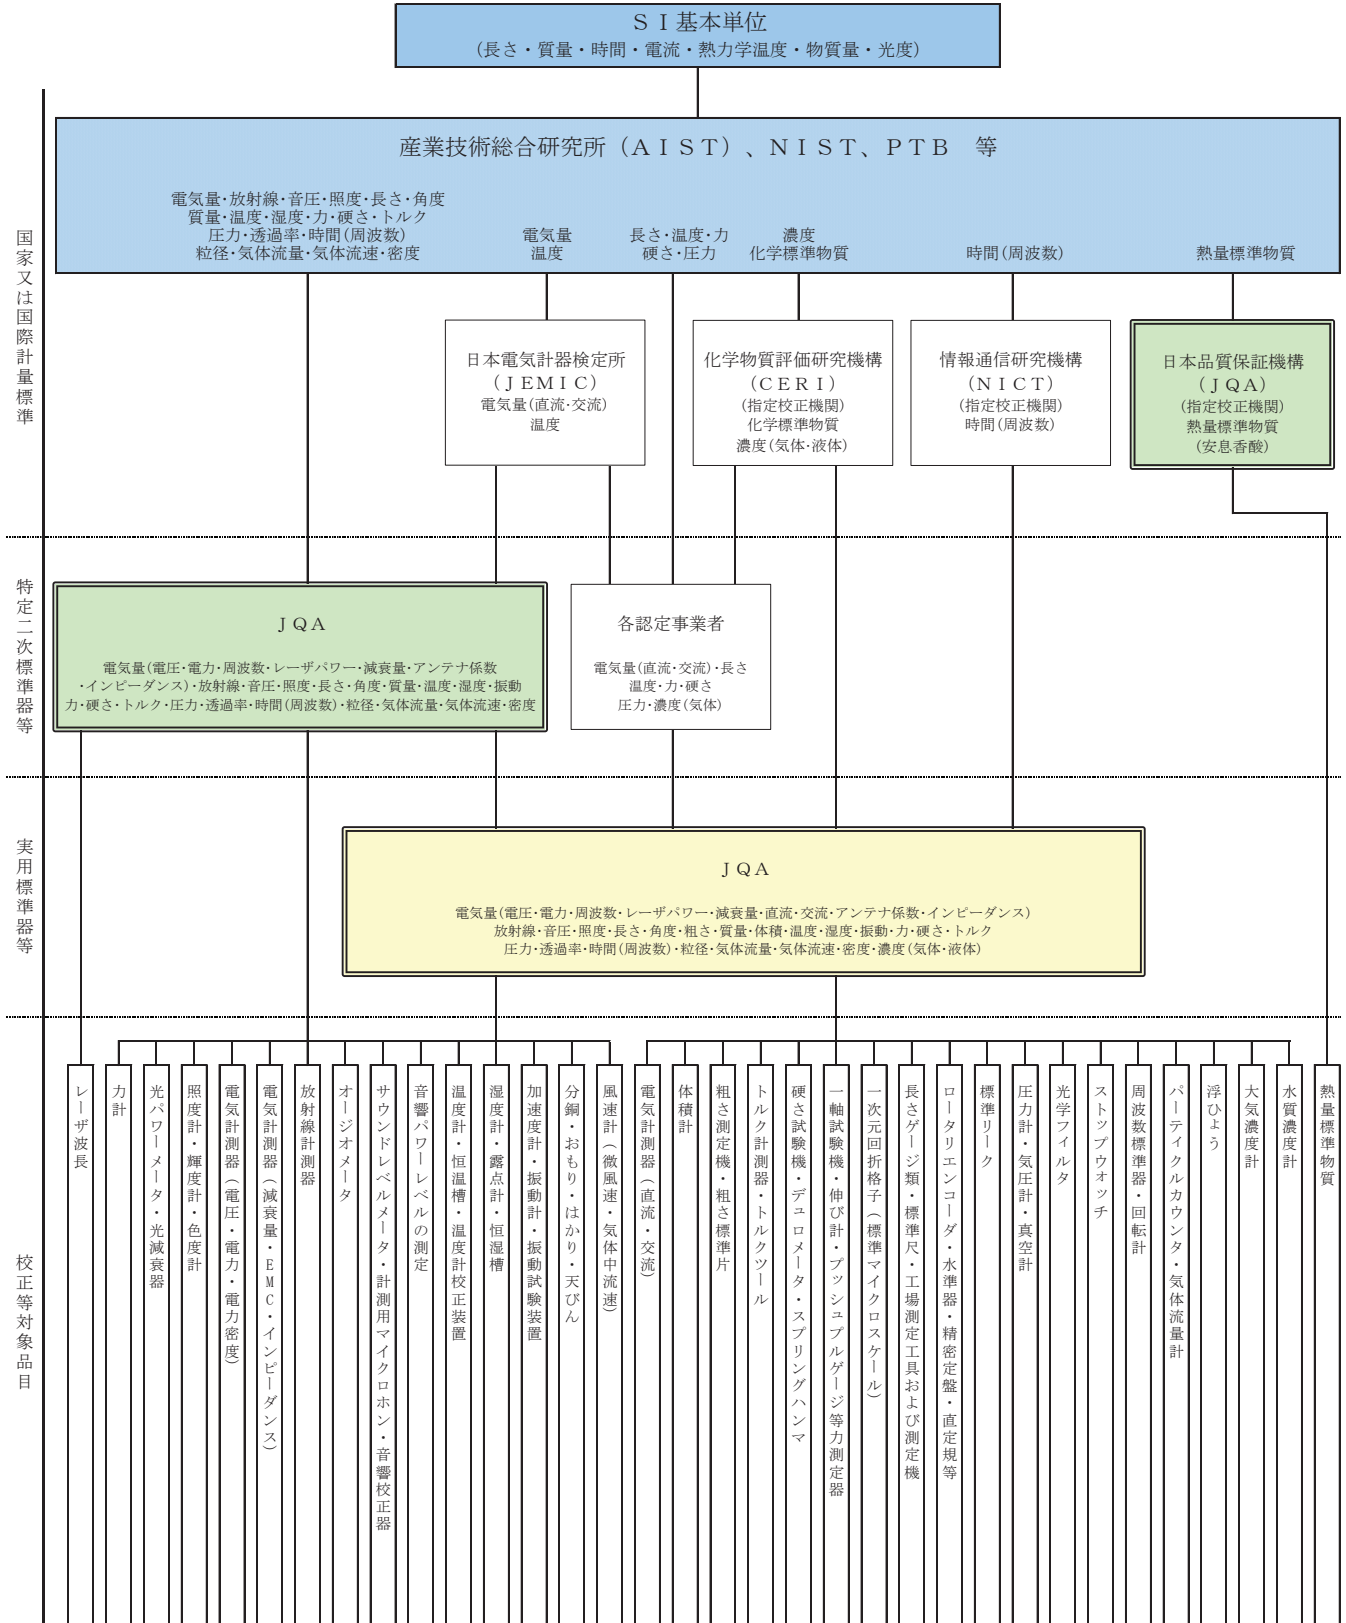 ＳＩ基本単位
(長さ・質量・時間・電流・熱力学温度・物質量・光度)
国家又は国際計量標準
産業技術総合研究所（ＡＩＳＴ）、ＮＩＳＴ、ＰＴＢ　等
電気量・放射線・音圧・照度・長さ・角度
質量・温度・湿度・力・硬さ・トルク
圧力・透過率・時間(周波数)
粒径・気体流量・気体流速・密度
電気量
温度
長さ・温度・力
硬さ・圧力
濃度
化学標準物質
時間(周波数)
熱量標準物質
日本電気計器検定所
（ＪＥＭＩＣ）
電気量(直流・交流)
温度
化学物質評価研究機構
（ＣＥＲＩ）
(指定校正機関)
化学標準物質
濃度(気体・液体)
情報通信研究機構
（ＮＩＣＴ）
(指定校正機関)
時間(周波数)
日本品質保証機構
（ＪＱＡ）
(指定校正機関)
熱量標準物質
(安息香酸)
特定二次標準器等
ＪＱＡ
電気量(電圧・電力・周波数・レーザパワー・減衰量・アンテナ係数
・インピーダンス)・放射線・音圧・照度・長さ・角度・質量・温度・湿度・振動
力・硬さ・トルク・圧力・透過率・時間(周波数)・粒径・気体流量・気体流速・密度
各認定事業者
電気量(直流・交流)・長さ
温度・力・硬さ
圧力・濃度(気体)
実用標準器等
ＪＱＡ
電気量(電圧・電力・周波数・レーザパワー・減衰量・直流・交流・アンテナ係数・インピーダンス)
放射線・音圧・照度・長さ・角度・粗さ・質量・体積・温度・湿度・振動・力・硬さ・トルク
圧力・透過率・時間(周波数)・粒径・気体流量・気体流速・密度・濃度(気体・液体)
校正等対象品目
レーザ波長
力計
光パワーメータ・光減衰器
照度計・輝度計・色度計
電気計測器（電圧・電力・電力密度）
電気計測器（減衰量・EMC・インピーダンス）
放射線計測器
オージオメータ
サウンドレベルメータ・計測用マイクロホン・音響校正器
音響パワーレベルの測定
温度計・恒温槽・温度計校正装置
湿度計・露点計・恒湿槽
加速度計・振動計・振動試験装置
分銅・おもり・はかり・天びん
風速計（微風速・気体中流速）
電気計測器（直流・交流）
体積計
粗さ測定機・粗さ標準片
トルク計測器・トルクツール
硬さ試験機・デュロメータ・スプリングハンマ
一軸試験機・伸び計・プッシュプルゲージ等力測定器
一次元回折格子（標準マイクロスケール）
長さゲージ類・標準尺・工場測定工具および測定機
ロータリエンコーダ・水準器・精密定盤・直定規等
標準リーク
圧力計・気圧計・真空計
光学フィルタ
ストップウオッチ
周波数標準器・回転計
パーティクルカウンタ・気体流量計
浮ひょう
大気濃度計
水質濃度計
熱量標準物質